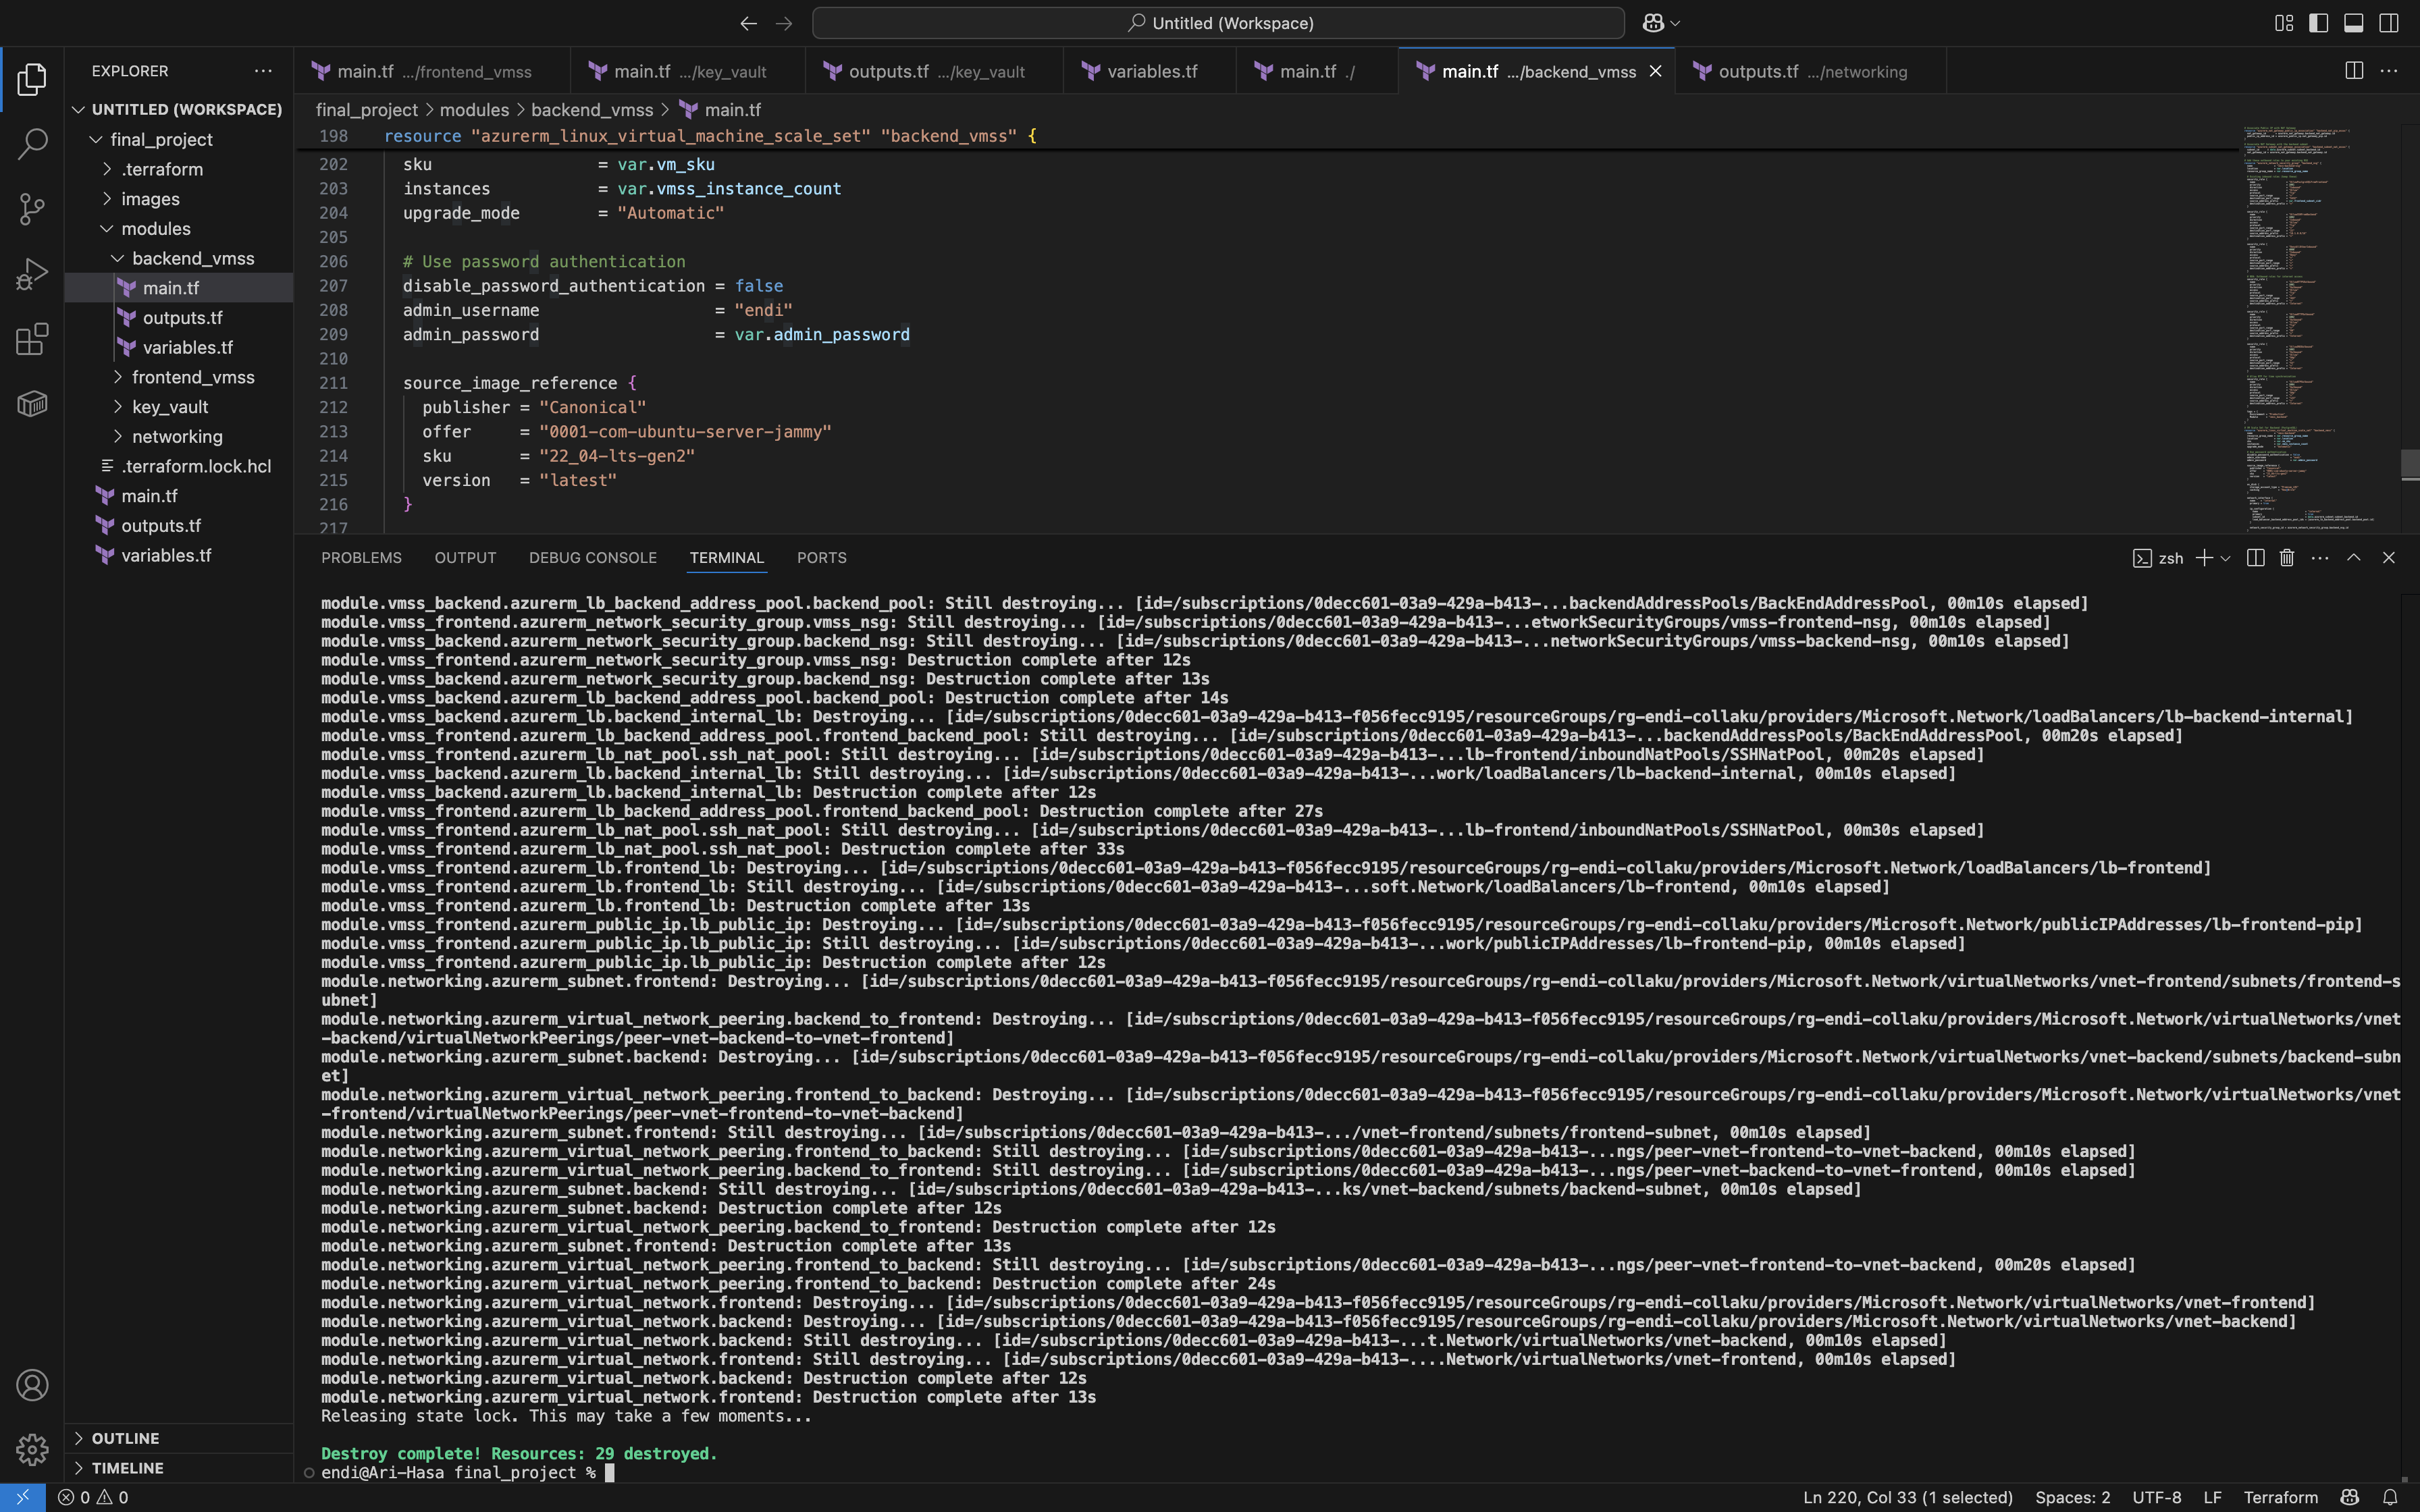 Untitled (Workspace)
EXPLORER
main.tf .../frontend_vmss
main.tf .../key_vault
outputs.tf .../key_vault
variables.tf
main.tf ./
main.tf .../backend_vmss
outputs.tf .../networking
UNTITLED (WORKSPACE)
final_project
.terraform
images
modules
backend_vmss
main.tf
outputs.tf
variables.tf
frontend_vmss
key_vault
networking
.terraform.lock.hcl
main.tf
outputs.tf
variables.tf
OUTLINE
TIMELINE
final_project > modules > backend_vmss > main.tf
198 resource "azurerm_linux_virtual_machine_scale_set" "backend_vmss" {
202 sku = var.vm_sku
203 instances = var.vmss_instance_count
204 upgrade_mode = "Automatic"
205
206 # Use password authentication
207 disable_password_authentication = false
208 admin_username = "endi"
209 admin_password = var.admin_password
210
211 source_image_reference {
212 publisher = "Canonical"
213 offer = "0001-com-ubuntu-server-jammy"
214 sku = "22_04-lts-gen2"
215 version = "latest"
216 }
217
PROBLEMS OUTPUT DEBUG CONSOLE TERMINAL PORTS
zsh
module.vmss_backend.azurerm_lb_backend_address_pool.backend_pool: Still destroying... [id=/subscriptions/0decc601-03a9-429a-b413-...backendAddressPools/BackEndAddressPool, 00m10s elapsed]
module.vmss_frontend.azurerm_network_security_group.vmss_nsg: Still destroying... [id=/subscriptions/0decc601-03a9-429a-b413-...etworkSecurityGroups/vmss-frontend-nsg, 00m10s elapsed]
module.vmss_backend.azurerm_network_security_group.backend_nsg: Still destroying... [id=/subscriptions/0decc601-03a9-429a-b413-...networkSecurityGroups/vmss-backend-nsg, 00m10s elapsed]
module.vmss_frontend.azurerm_network_security_group.vmss_nsg: Destruction complete after 12s
module.vmss_backend.azurerm_network_security_group.backend_nsg: Destruction complete after 13s
module.vmss_backend.azurerm_lb_backend_address_pool.backend_pool: Destruction complete after 14s
module.vmss_backend.azurerm_lb.backend_internal_lb: Destroying... [id=/subscriptions/0decc601-03a9-429a-b413-f056fecc9195/resourceGroups/rg-endi-collaku/providers/Microsoft.Network/loadBalancers/lb-backend-internal]
module.vmss_frontend.azurerm_lb_backend_address_pool.frontend_backend_pool: Still destroying... [id=/subscriptions/0decc601-03a9-429a-b413-...backendAddressPools/BackEndAddressPool, 00m20s elapsed]
module.vmss_frontend.azurerm_lb_nat_pool.ssh_nat_pool: Still destroying... [id=/subscriptions/0decc601-03a9-429a-b413-...lb-frontend/inboundNatPools/SSHNatPool, 00m20s elapsed]
module.vmss_backend.azurerm_lb.backend_internal_lb: Still destroying... [id=/subscriptions/0decc601-03a9-429a-b413-...work/loadBalancers/lb-backend-internal, 00m10s elapsed]
module.vmss_backend.azurerm_lb.backend_internal_lb: Destruction complete after 12s
module.vmss_frontend.azurerm_lb_backend_address_pool.frontend_backend_pool: Destruction complete after 27s
module.vmss_frontend.azurerm_lb_nat_pool.ssh_nat_pool: Still destroying... [id=/subscriptions/0decc601-03a9-429a-b413-...lb-frontend/inboundNatPools/SSHNatPool, 00m30s elapsed]
module.vmss_frontend.azurerm_lb_nat_pool.ssh_nat_pool: Destruction complete after 33s
module.vmss_frontend.azurerm_lb.frontend_lb: Destroying... [id=/subscriptions/0decc601-03a9-429a-b413-f056fecc9195/resourceGroups/rg-endi-collaku/providers/Microsoft.Network/loadBalancers/lb-frontend]
module.vmss_frontend.azurerm_lb.frontend_lb: Still destroying... [id=/subscriptions/0decc601-03a9-429a-b413-...soft.Network/loadBalancers/lb-frontend, 00m10s elapsed]
module.vmss_frontend.azurerm_lb.frontend_lb: Destruction complete after 13s
module.vmss_frontend.azurerm_public_ip.lb_public_ip: Destroying... [id=/subscriptions/0decc601-03a9-429a-b413-f056fecc9195/resourceGroups/rg-endi-collaku/providers/Microsoft.Network/publicIPAddresses/lb-frontend-pip]
module.vmss_frontend.azurerm_public_ip.lb_public_ip: Still destroying... [id=/subscriptions/0decc601-03a9-429a-b413-...work/publicIPAddresses/lb-frontend-pip, 00m10s elapsed]
module.vmss_frontend.azurerm_public_ip.lb_public_ip: Destruction complete after 12s
module.networking.azurerm_subnet.frontend: Destroying... [id=/subscriptions/0decc601-03a9-429a-b413-f056fecc9195/resourceGroups/rg-endi-collaku/providers/Microsoft.Network/virtualNetworks/vnet-frontend/subnets/frontend-s
ubnet]
module.networking.azurerm_virtual_network_peering.backend_to_frontend: Destroying... [id=/subscriptions/0decc601-03a9-429a-b413-f056fecc9195/resourceGroups/rg-endi-collaku/providers/Microsoft.Network/virtualNetworks/vnet
-backend/virtualNetworkPeerings/peer-vnet-backend-to-vnet-frontend]
module.networking.azurerm_subnet.backend: Destroying... [id=/subscriptions/0decc601-03a9-429a-b413-f056fecc9195/resourceGroups/rg-endi-collaku/providers/Microsoft.Network/virtualNetworks/vnet-backend/subnets/backend-subn
et]
module.networking.azurerm_virtual_network_peering.frontend_to_backend: Destroying... [id=/subscriptions/0decc601-03a9-429a-b413-f056fecc9195/resourceGroups/rg-endi-collaku/providers/Microsoft.Network/virtualNetworks/vnet
-frontend/virtualNetworkPeerings/peer-vnet-frontend-to-vnet-backend]
module.networking.azurerm_subnet.frontend: Still destroying... [id=/subscriptions/0decc601-03a9-429a-b413-.../vnet-frontend/subnets/frontend-subnet, 00m10s elapsed]
module.networking.azurerm_virtual_network_peering.frontend_to_backend: Still destroying... [id=/subscriptions/0decc601-03a9-429a-b413-...ngs/peer-vnet-frontend-to-vnet-backend, 00m10s elapsed]
module.networking.azurerm_virtual_network_peering.backend_to_frontend: Still destroying... [id=/subscriptions/0decc601-03a9-429a-b413-...ngs/peer-vnet-backend-to-vnet-frontend, 00m10s elapsed]
module.networking.azurerm_subnet.backend: Still destroying... [id=/subscriptions/0decc601-03a9-429a-b413-...ks/vnet-backend/subnets/backend-subnet, 00m10s elapsed]
module.networking.azurerm_subnet.backend: Destruction complete after 12s
module.networking.azurerm_virtual_network_peering.backend_to_frontend: Destruction complete after 12s
module.networking.azurerm_subnet.frontend: Destruction complete after 13s
module.networking.azurerm_virtual_network_peering.frontend_to_backend: Still destroying... [id=/subscriptions/0decc601-03a9-429a-b413-...ngs/peer-vnet-frontend-to-vnet-backend, 00m20s elapsed]
module.networking.azurerm_virtual_network_peering.frontend_to_backend: Destruction complete after 24s
module.networking.azurerm_virtual_network.frontend: Destroying... [id=/subscriptions/0decc601-03a9-429a-b413-f056fecc9195/resourceGroups/rg-endi-collaku/providers/Microsoft.Network/virtualNetworks/vnet-frontend]
module.networking.azurerm_virtual_network.backend: Destroying... [id=/subscriptions/0decc601-03a9-429a-b413-f056fecc9195/resourceGroups/rg-endi-collaku/providers/Microsoft.Network/virtualNetworks/vnet-backend]
module.networking.azurerm_virtual_network.backend: Still destroying... [id=/subscriptions/0decc601-03a9-429a-b413-...t.Network/virtualNetworks/vnet-backend, 00m10s elapsed]
module.networking.azurerm_virtual_network.frontend: Still destroying... [id=/subscriptions/0decc601-03a9-429a-b413-....Network/virtualNetworks/vnet-frontend, 00m10s elapsed]
module.networking.azurerm_virtual_network.backend: Destruction complete after 12s
module.networking.azurerm_virtual_network.frontend: Destruction complete after 13s
Releasing state lock. This may take a few moments...
Destroy complete! Resources: 29 destroyed.
endi@Ari-Hasa final_project %
0 0
Ln 220, Col 33 (1 selected) Spaces: 2 UTF-8 LF Terraform